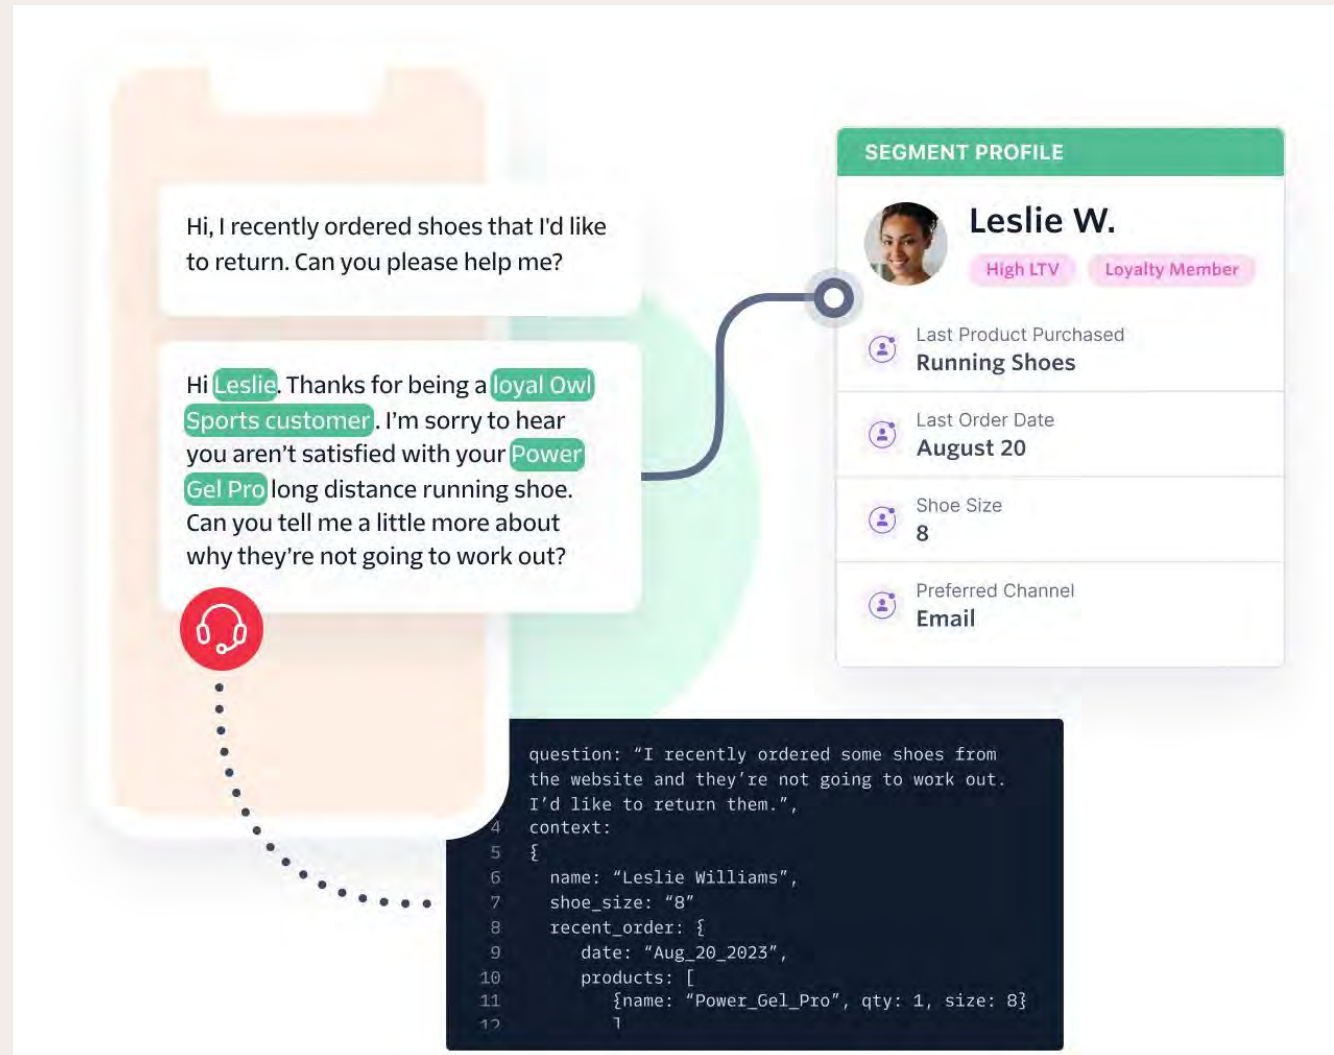 Hi, I recently ordered shoes that I'd like
to return. Can you please help me?
Hi Leslie. Thanks for being a loyal Owl
Sports customer. I'm sorry to hear
you aren't satisfied with your Power
Gel Pro long distance running shoe.
Can you tell me a little more about
why they're not going to work out?
SEGMENT PROFILE
Leslie W.
High LTV Loyalty Member
Last Product Purchased
Running Shoes
Last Order Date
August 20
Shoe Size
8
Preferred Channel
Email
question: “I recently ordered some shoes from
the website and they’re not going to work out.
I’d like to return them.”,
4 context:
5 {
6 name: “Leslie Williams”,
7 shoe_size: “8”
8 recent_order: {
9 date: “Aug_20_2023”,
10 products: [
11 {name: “Power_Gel_Pro”, qty: 1, size: 8}
12 ]